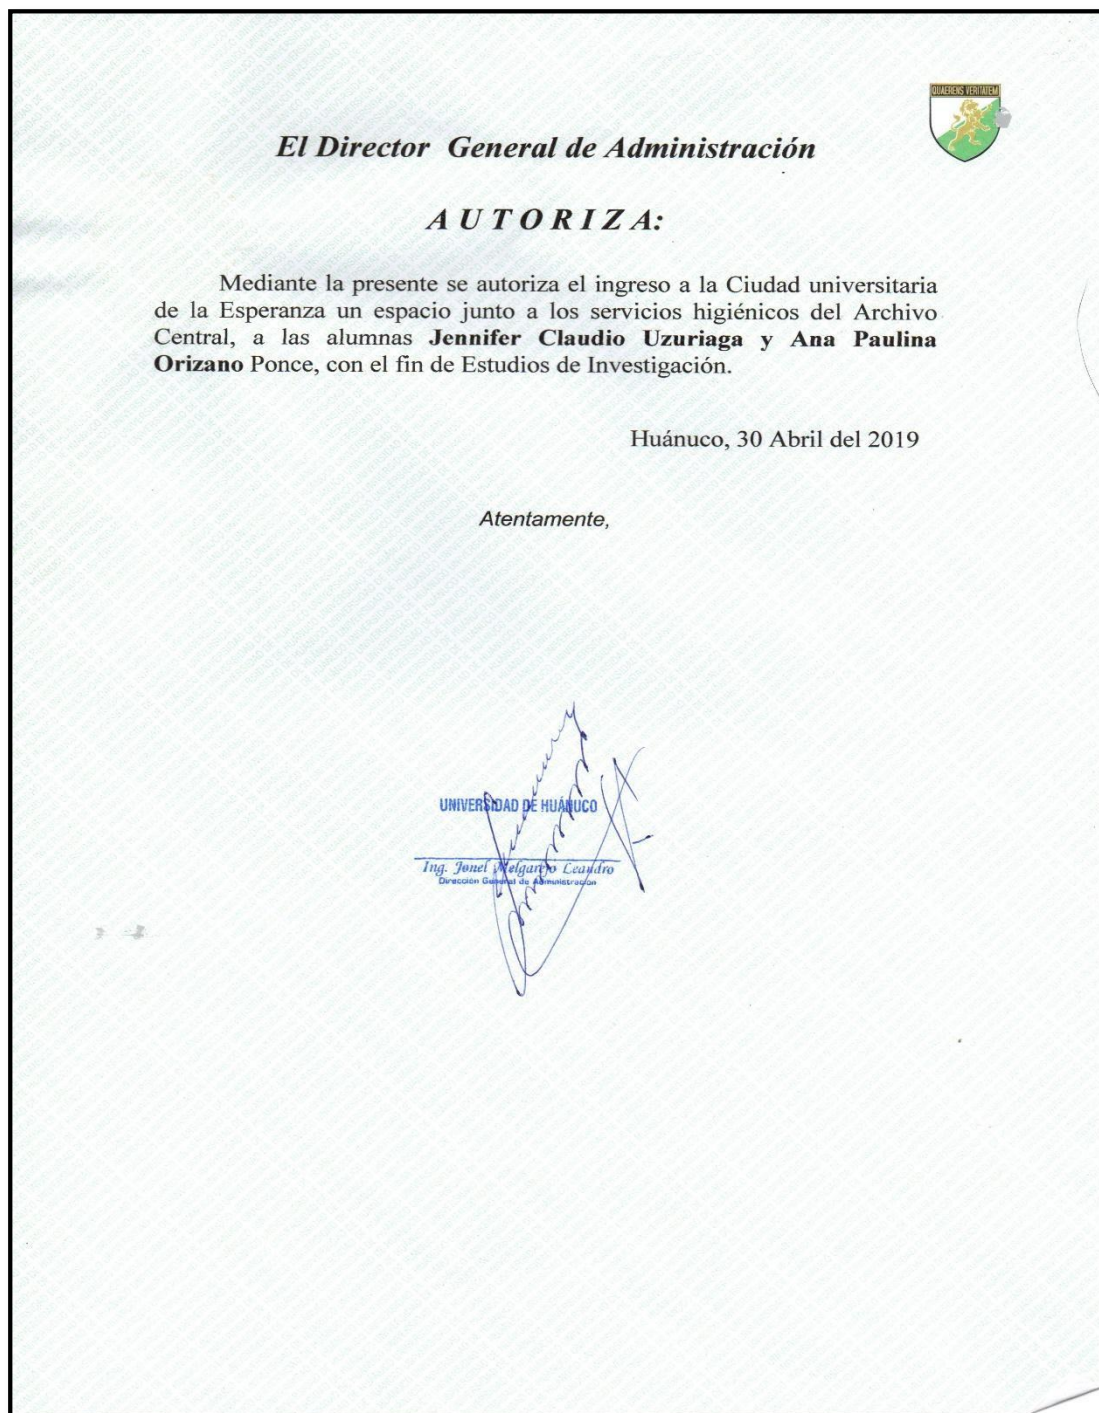 QUAERENS VERITATEM
El Director General de Administración
AUTORIZA:
Mediante la presente se autoriza el ingreso a la Ciudad universitaria
de la Esperanza un espacio junto a los servicios higiénicos del Archivo
Central, a las alumnas Jennifer Claudio Uzuriaga y Ana Paulina
Orizano Ponce, con el fin de Estudios de Investigación.
Huánuco, 30 Abril del 2019
Atentamente,
UNIVERSIDAD DE HUÁNUCO
Ing. Jonel Melgarejo Leandro
Dirección General de Administración